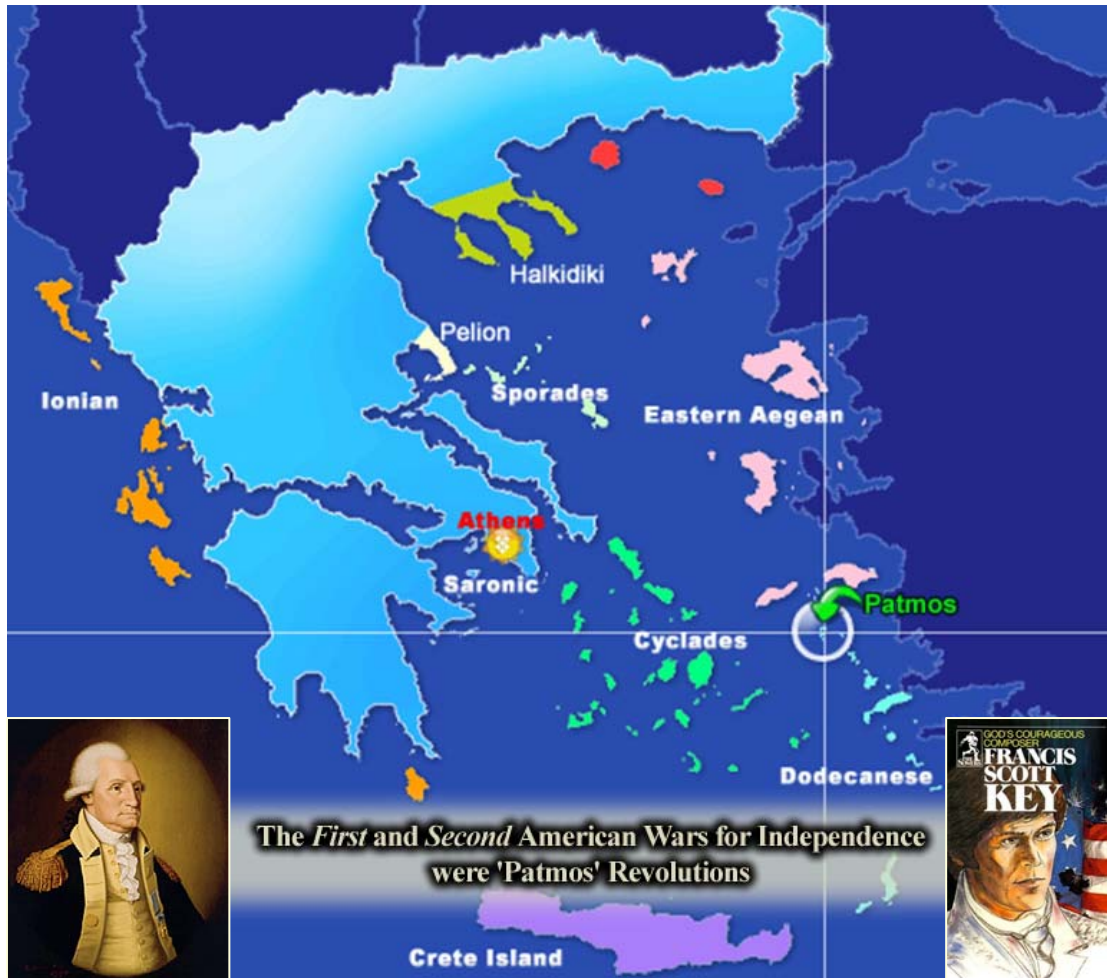 Halkidiki
Pelion
Ionian
Sporades
Eastern Aegean
Athens
Saronic
Patmos
Cyclades
Dodecanese
GOD'S COURAGEOUS
COMPOSER
FRANCIS
SCOTT
KEY
The First and Second American Wars for Independence
were 'Patmos' Revolutions
Crete Island